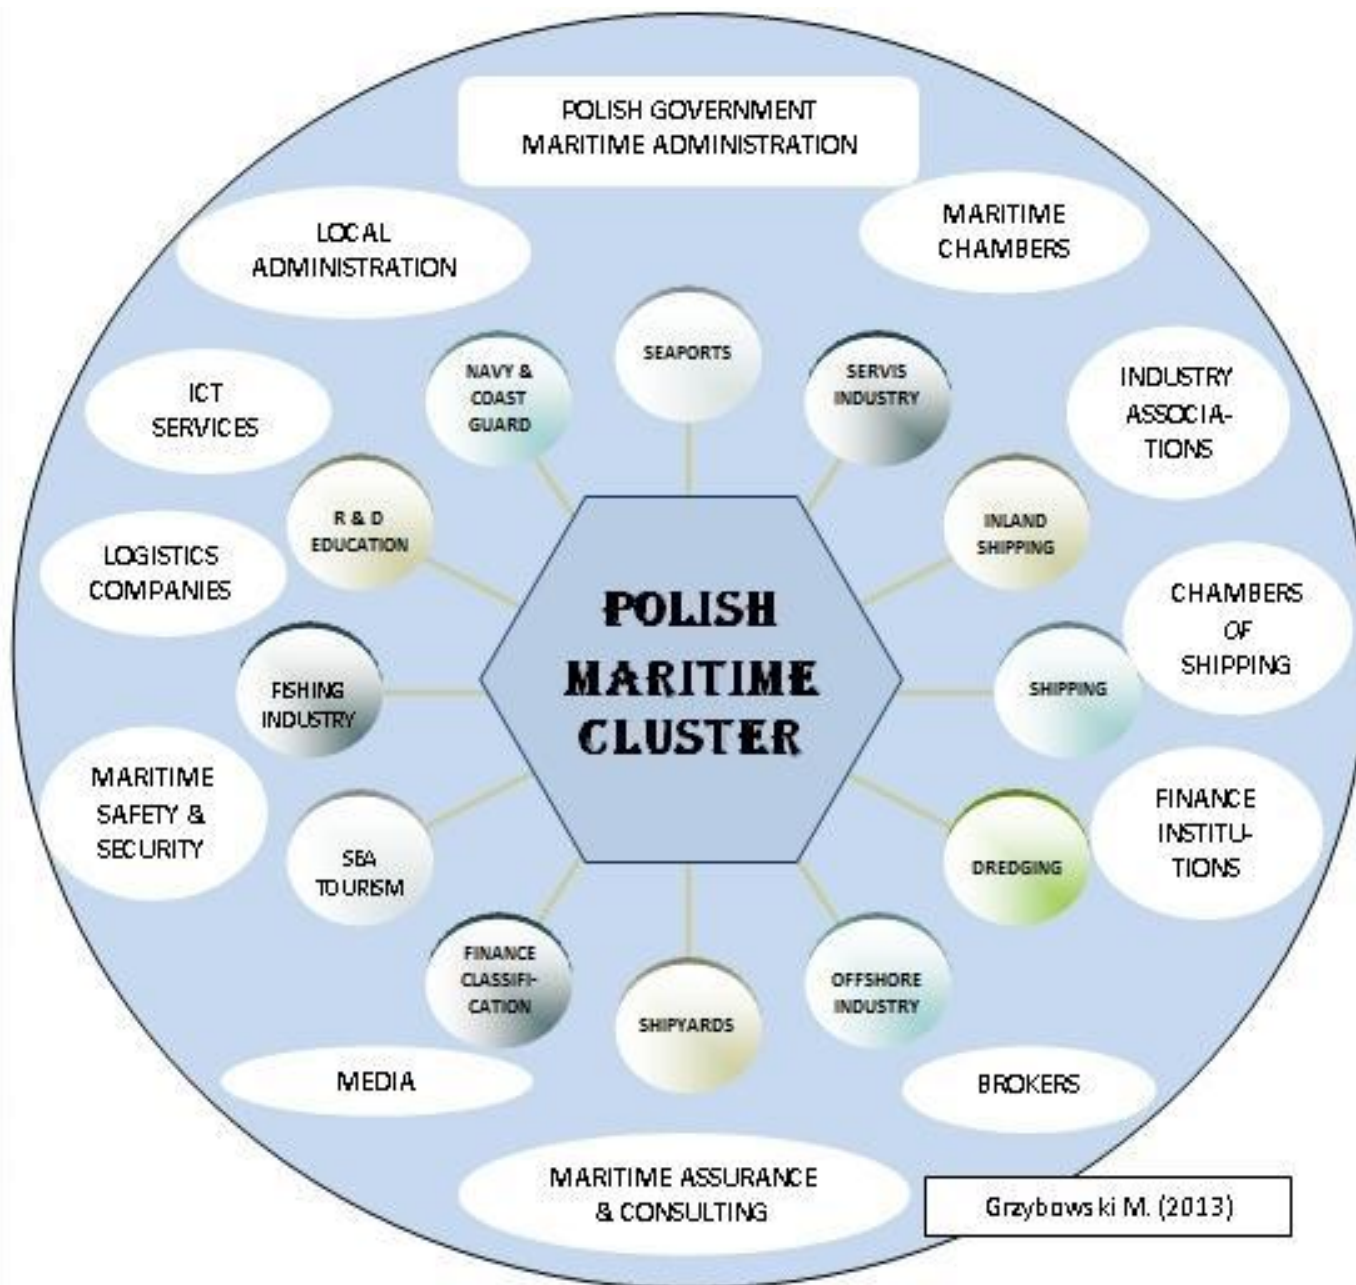 POLISH GOVERNMENT
MARITIME ADMINISTRATION
MARITIME
CHAMBERS
LOCAL
ADMINISTRATION
SEAPORTS
NAVY &
COAST
GUARD
SERVIS
INDUSTRY
INDUSTRY
ASSOCIA-
TIONS
ICT
SERVICES
R & D
EDUCATION
INLAND
SHIPPING
LOGISTICS
COMPANIES
CHAMBERS
OF
SHIPPING
POLISH
MARITIME
CLUSTER
FISHING
INDUSTRY
SHIPPING
MARITIME
SAFETY &
SECURITY
FINANCE
INSTITU-
TIONS
SEA
TOURISM
DREDGING
FINANCE
CLASSIFI-
CATION
OFFSHORE
INDUSTRY
SHIPYARDS
MEDIA
BROKERS
MARITIME ASSURANCE
& CONSULTING
Grzybowski M. (2013)